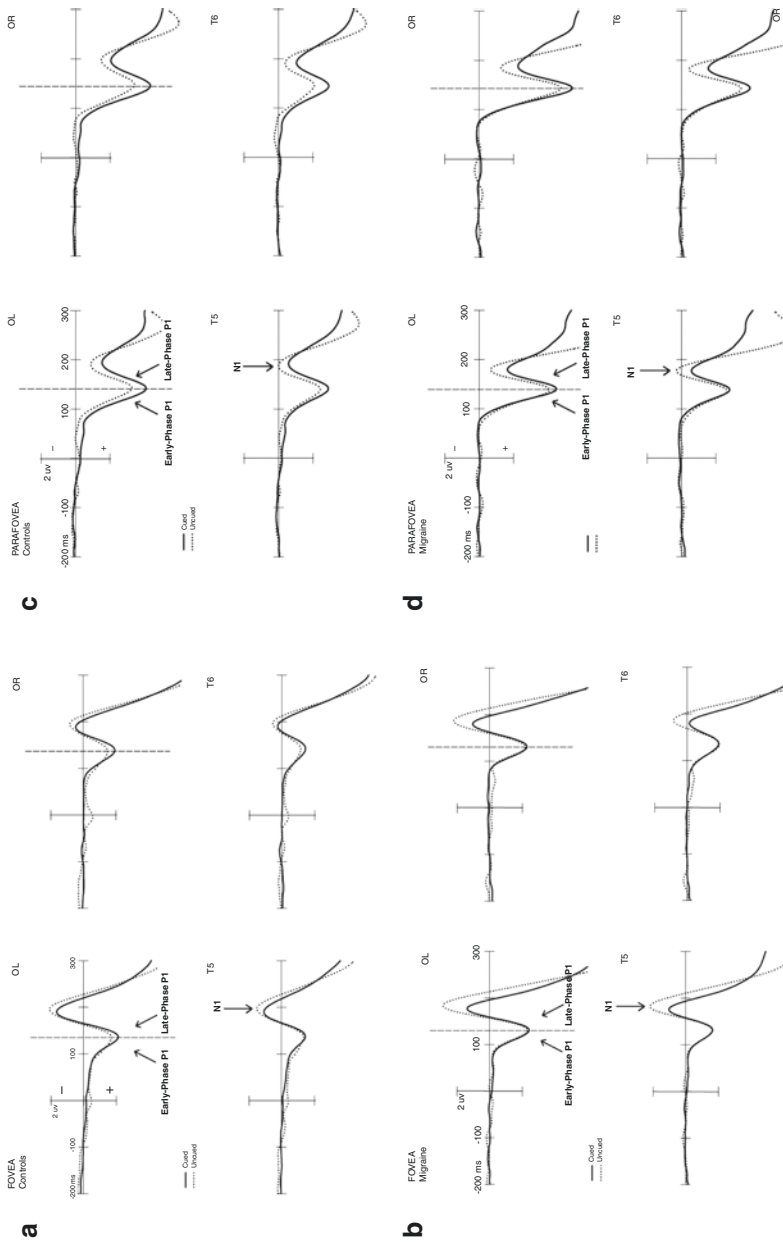 a
FOVEA
Controls
OL
2 uv
−
+
-200 ms
-100
100
300
Early-Phase P1
Late-Phase P1
Cued
Uncued
OR
T5
N1
T6
b
FOVEA
Migraine
OL
2 uv
-200 ms
-100
100
300
Early-Phase P1
Late-Phase P1
Cued
Uncued
OR
T5
N1
T6
c
PARAFOVEA
Controls
OL
2 uv
−
+
-200 ms
-100
100
200
300
Early-Phase P1
Late-Phase P1
Cued
Uncued
OR
T5
N1
T6
d
PARAFOVEA
Migraine
OL
2 uv
−
+
-200 ms
-100
100
200
300
Early-Phase P1
Late-Phase P1
OR
T5
N1
T6
OR